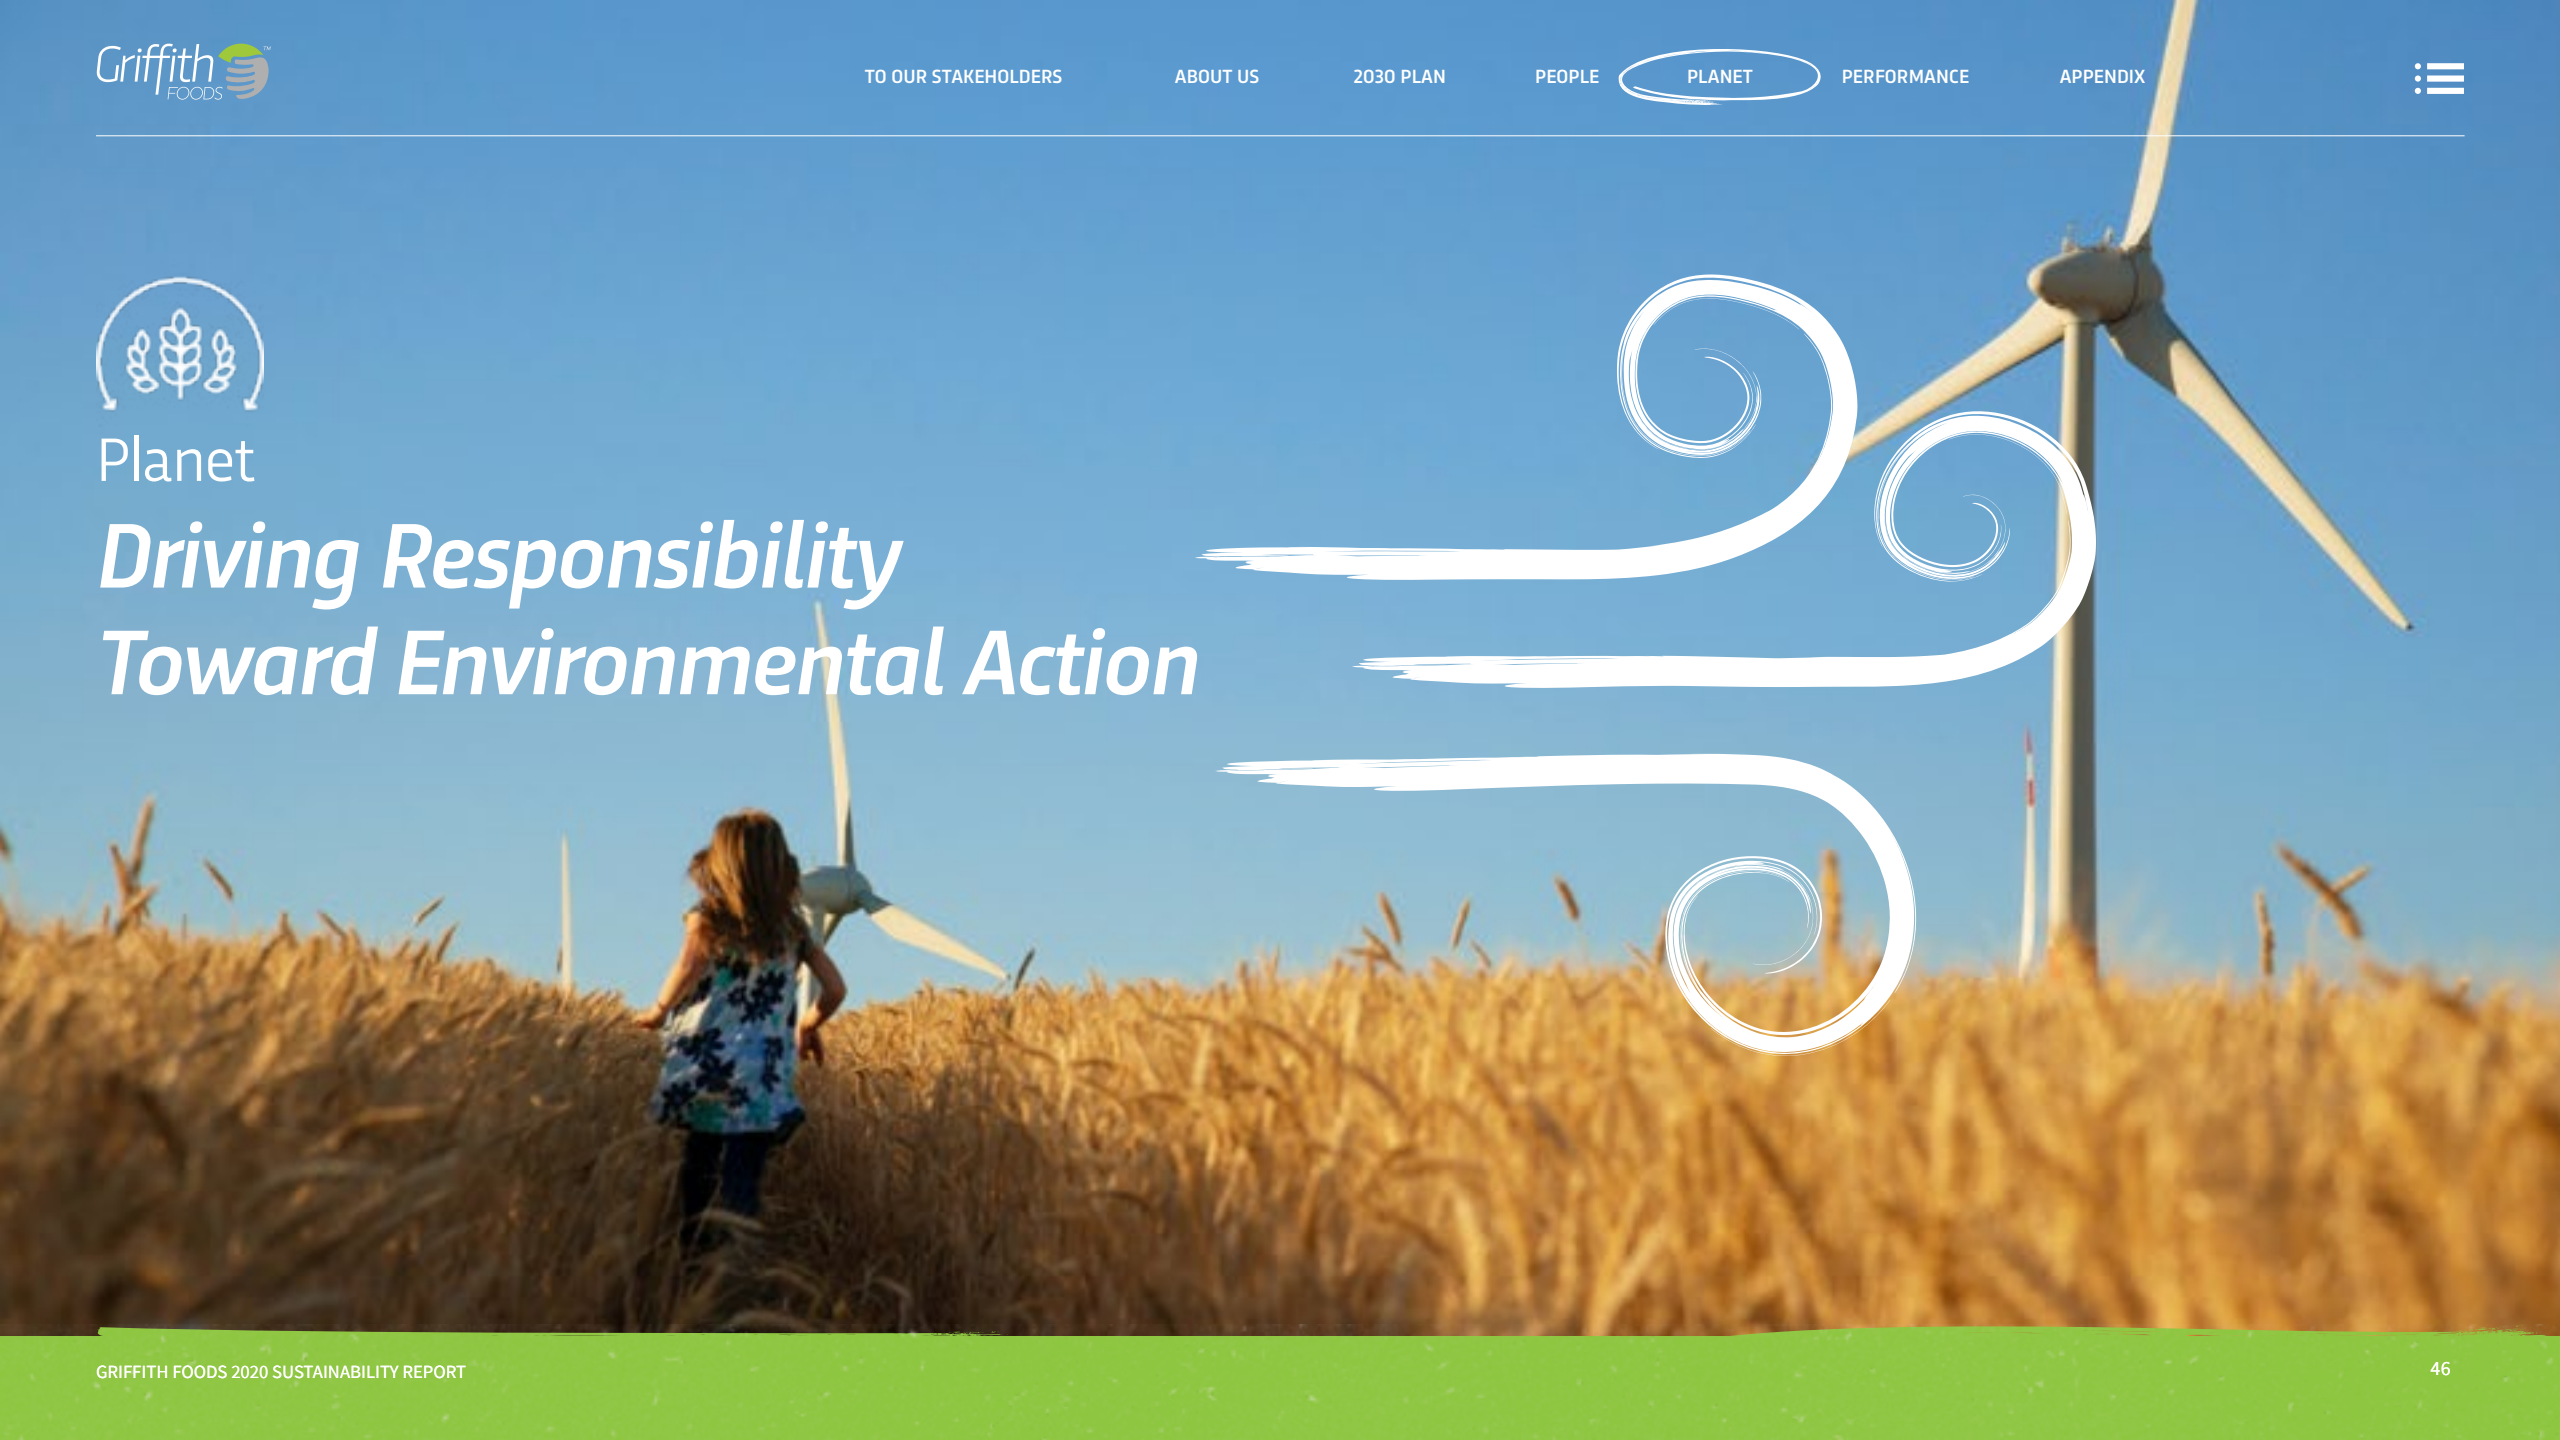 Griffith
FOODS
TO OUR STAKEHOLDERS
ABOUT US
2030 PLAN
PEOPLE
PLANET
PERFORMANCE
APPENDIX
Planet
Driving Responsibility
Toward Environmental Action
GRIFFITH FOODS 2020 SUSTAINABILITY REPORT
46